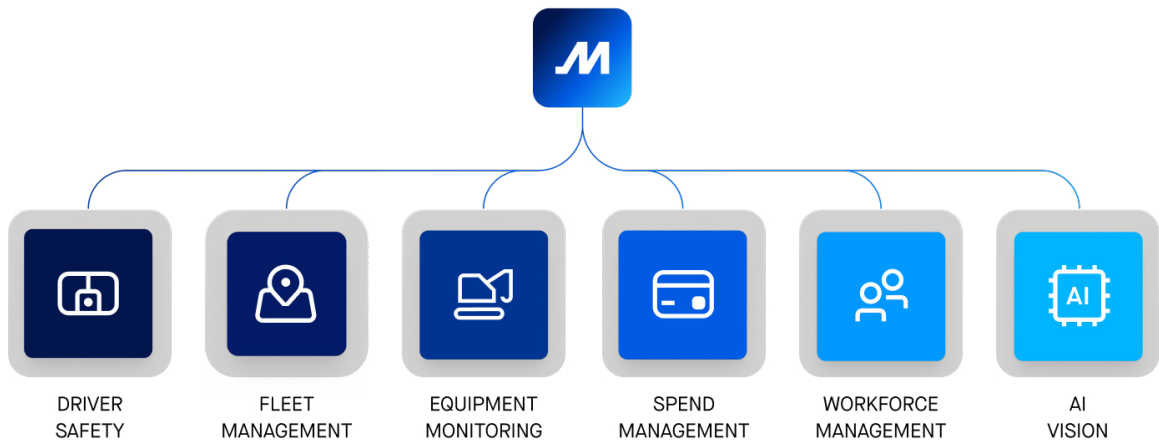 M
DRIVER
SAFETY
FLEET
MANAGEMENT
EQUIPMENT
MONITORING
SPEND
MANAGEMENT
WORKFORCE
MANAGEMENT
AI
AI
VISION